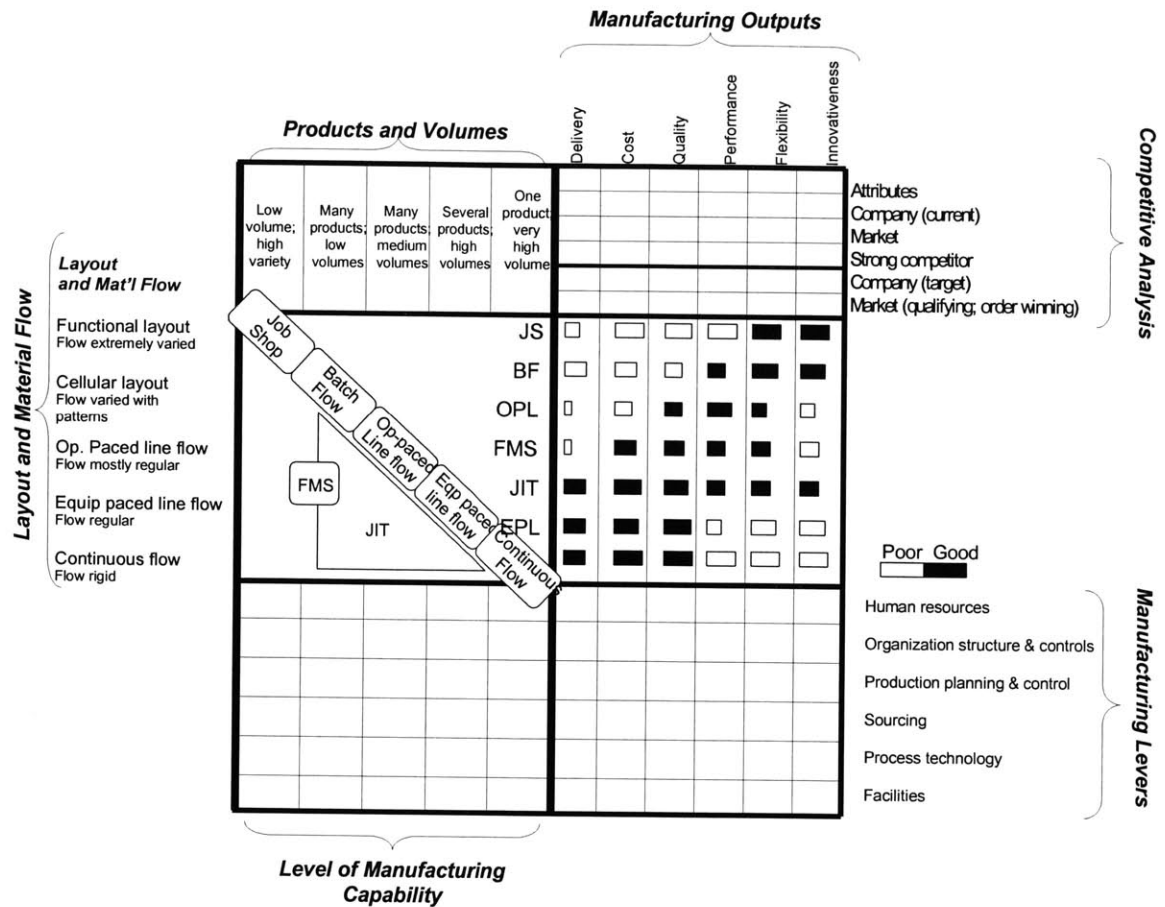 Manufacturing Outputs
Products and Volumes
Delivery
Cost
Quality
Performance
Flexibility
Innovativeness
Competitive Analysis
Low
volume;
high
variety
Many
products;
low
volumes
Many
products;
medium
volumes
Several
products;
high
volumes
One
product;
very
high
volume
Attributes
Company (current)
Market
Strong competitor
Company (target)
Market (qualifying; order winning)
Layout and Material Flow
Layout
and Mat'l Flow
Functional layout
Flow extremely varied
Cellular layout
Flow varied with
patterns
Op. Paced line flow
Flow mostly regular
Equip paced line flow
Flow regular
Continuous flow
Flow rigid
Job
Shop
Batch
Flow
Op-paced
Line flow
Eqp paced
line flow
Continuous
Flow
FMS
JIT
JS
BF
OPL
FMS
JIT
EPL
Poor Good
Human resources
Organization structure & controls
Production planning & control
Sourcing
Process technology
Facilities
Manufacturing Levers
Level of Manufacturing
Capability